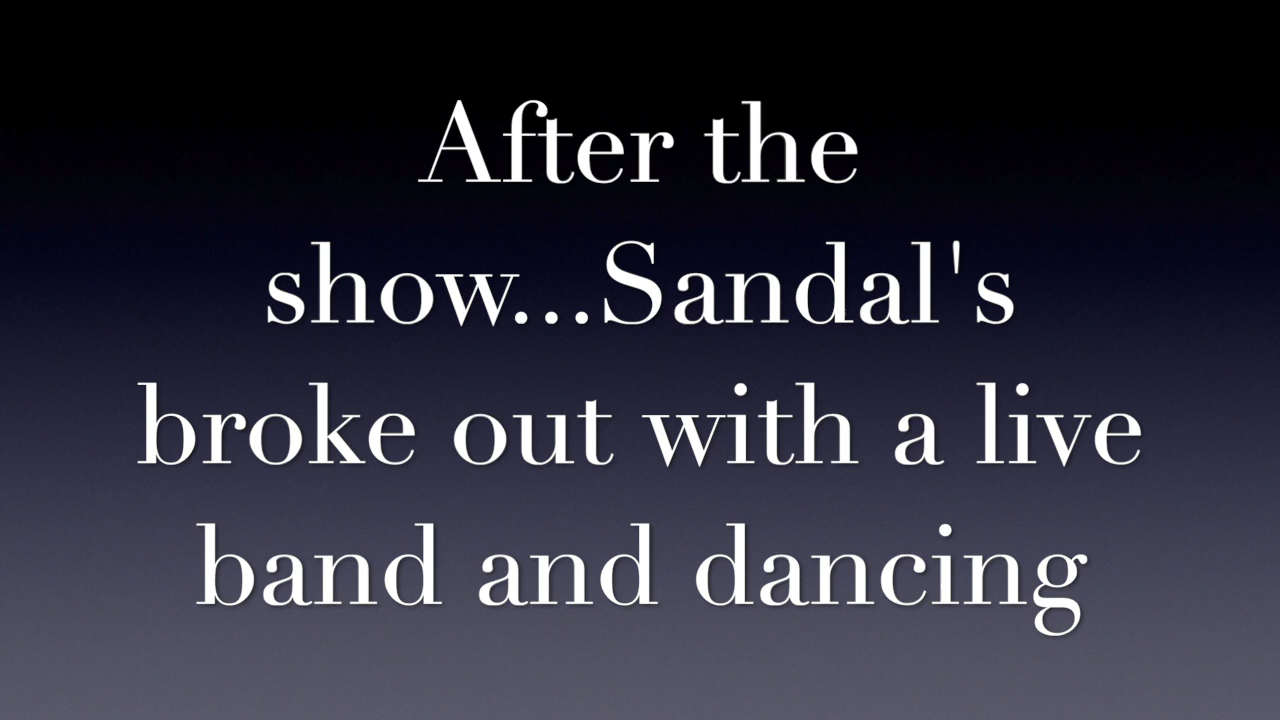 After the
show...Sandal's
broke out with a live
band and dancing